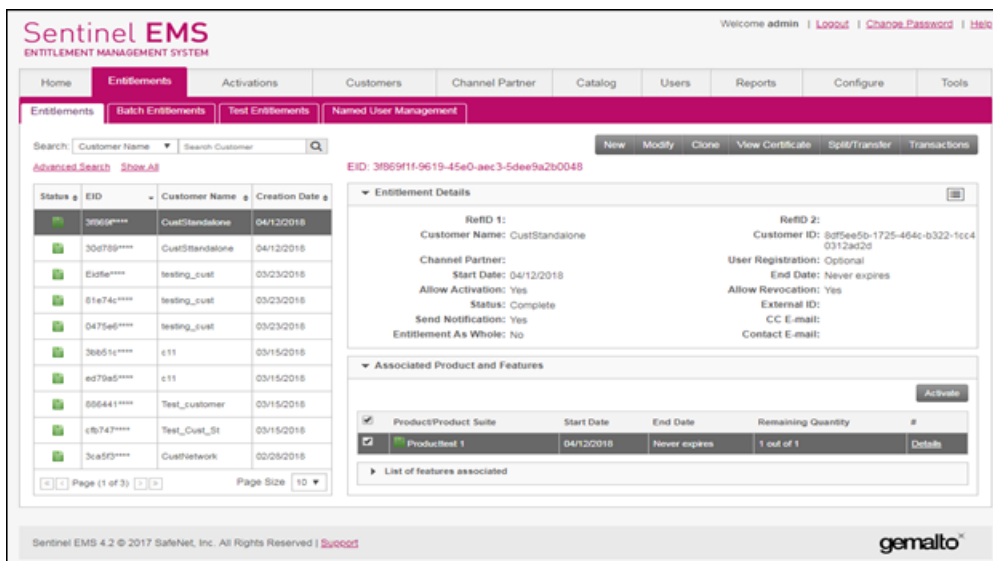 Sentinel EMS
ENTITLEMENT MANAGEMENT SYSTEM
Welcome admin | Logout | Change Password | Help
Home Entitlements Activations Customers Channel Partner Catalog Users Reports Configure Tools
Entitlements Batch Entitlements Test Entitlements Named User Management
Search: Customer Name ▼ Search Customer
New Modify Clone View Certificate Split/Transfer Transactions
Advanced Search Show All
EID: 3f869f1f-9619-45e0-aec3-5dee9a2b0048
Status EID Customer Name Creation Date
3f869f**** CustStandalone 04/12/2018
30d789**** CustSttandalone 04/12/2018
Eidfie**** testing_cust 03/23/2018
81e74c**** testing_cust 03/23/2018
0475e6**** testing_cust 03/23/2018
3bb51c**** c11 03/15/2018
ed79a5**** c11 03/15/2018
886441**** Test_customer 03/15/2018
cfb747**** Test_Cust_St 03/15/2018
3ca5f3**** CustNetwork 02/28/2018
Page (1 of 3) Page Size 10 ▼
Entitlement Details
RefID 1: RefID 2:
Customer Name: CustStandalone Customer ID: 8df5ee5b-1725-464c-b322-1cc4
0312ad2d
Channel Partner: User Registration: Optional
Start Date: 04/12/2018 End Date: Never expires
Allow Activation: Yes Allow Revocation: Yes
Status: Complete External ID:
Send Notification: Yes CC E-mail:
Entitlement As Whole: No Contact E-mail:
Associated Product and Features
Activate
Product/Product Suite Start Date End Date Remaining Quantity #
Producttest 1 04/12/2018 Never expires 1 out of 1 Details
List of features associated
Sentinel EMS 4.2 © 2017 SafeNet, Inc. All Rights Reserved | Support
gemalto